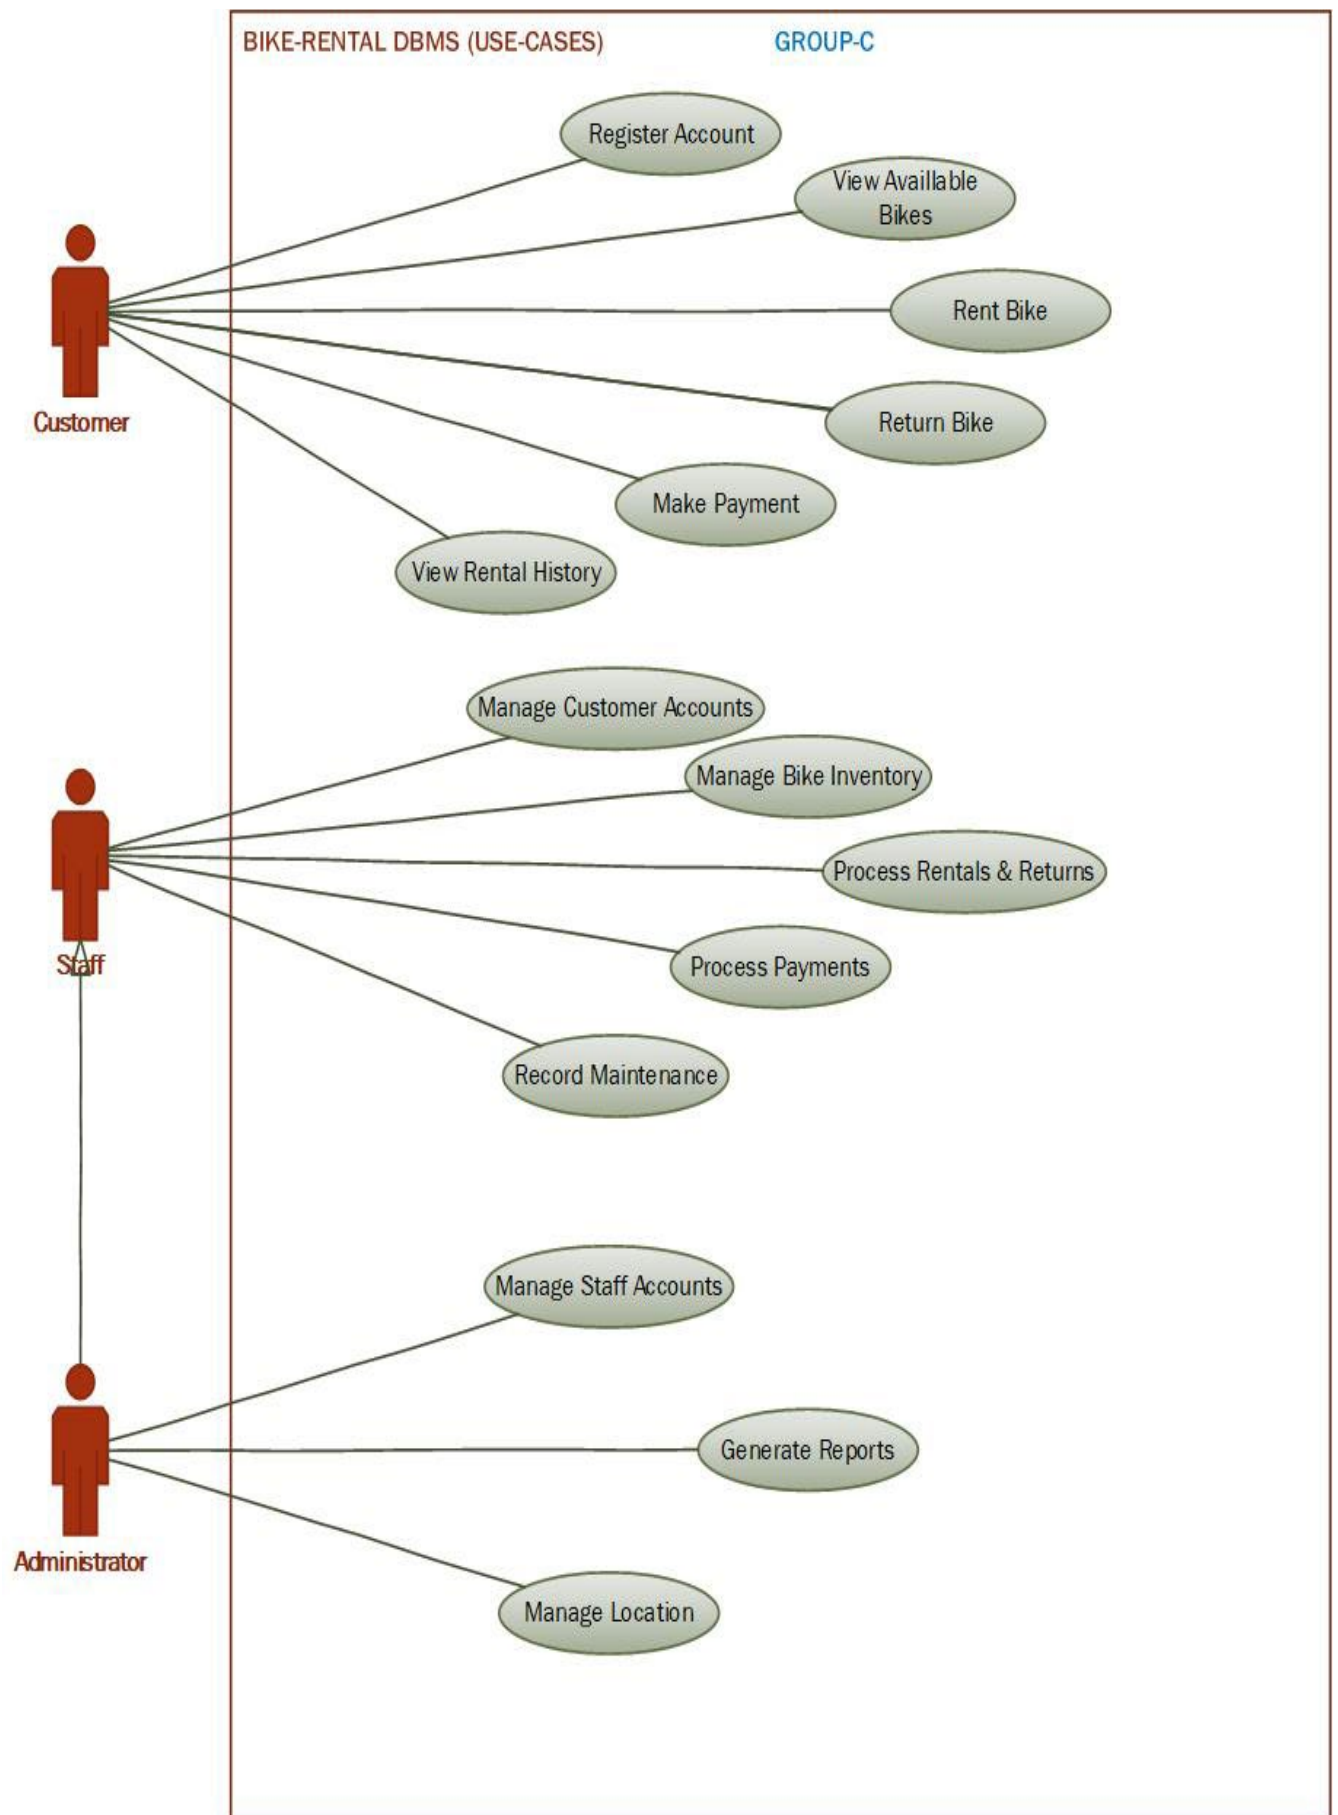 BIKE-RENTAL DBMS (USE-CASES)
GROUP-C
Register Account
View Availlable
Bikes
Rent Bike
Customer
Return Bike
Make Payment
View Rental History
Manage Customer Accounts
Manage Bike Inventory
Process Rentals & Returns
Staff
Process Payments
Record Maintenance
Manage Staff Accounts
Generate Reports
Administrator
Manage Location